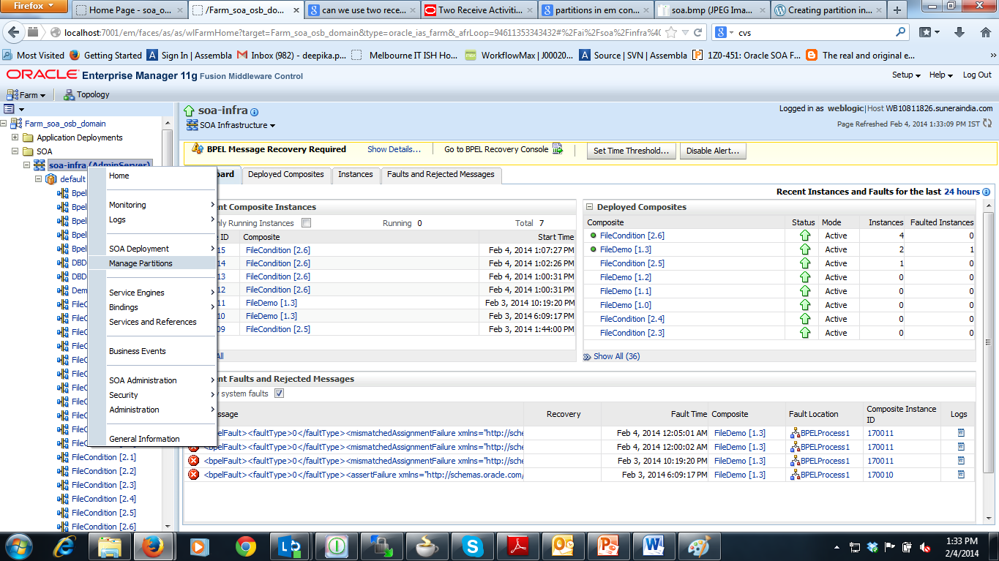 Firefox
Home Page - soa_o...
/Farm_soa_osb_do...
can we use two rece...
Two Receive Activiti...
partitions in em con...
soa.bmp (JPEG Ima...
Creating partition in...
localhost:7001/em/faces/as/as/wlFarmHome?target=Farm_soa_osb_domain&type=oracle_ias_farm&_afrLoop=94611353343432#%2Fai%2Fsoa%2Finfra%4(
cvs
Most Visited
Getting Started
Sign In | Assembla
Inbox (982) - deepika.p...
Melbourne IT ISH Ho...
WorkflowMax | J00020...
Source | SVN | Assembla
1Z0-451: Oracle SOA F...
The real and original e...
ORACLE Enterprise Manager 11g Fusion Middleware Control
Setup Help Log Out
Farm Topology
Farm_soa_osb_domain
Application Deployments
SOA
soa-infra (AdminServer)
default
Bpel
Bpel
Bpel
Bpel
Bpel
DBD
DBD
Dem
FileC
FileC
FileC
FileC
FileC
FileC
FileC
FileC
FileC
FileC
FileC
FileCondition [2.1]
FileCondition [2.2]
FileCondition [2.3]
FileCondition [2.4]
FileCondition [2.5]
FileCondition [2.6]
Home
Monitoring
Logs
SOA Deployment
Manage Partitions
Service Engines
Bindings
Services and References
Business Events
SOA Administration
Security
Administration
General Information
soa-infra
SOA Infrastructure
Logged in as weblogic|Host WB10811826.suneraindia.com
Page Refreshed Feb 4, 2014 1:33:09 PM IST
BPEL Message Recovery Required Show Details... Go to BPEL Recovery Console Set Time Threshold... Disable Alert...
board Deployed Composites Instances Faults and Rejected Messages
Recent Instances and Faults for the last 24 hours
ent Composite Instances
nly Running Instances Running 0 Total 7
e ID Composite Start Time
15 FileCondition [2.6] Feb 4, 2014 1:07:27 PM
14 FileCondition [2.6] Feb 4, 2014 1:02:26 PM
13 FileCondition [2.6] Feb 4, 2014 1:00:31 PM
12 FileCondition [2.6] Feb 4, 2014 1:00:31 PM
11 FileDemo [1.3] Feb 3, 2014 10:19:20 PM
10 FileDemo [1.3] Feb 3, 2014 6:09:17 PM
09 FileCondition [2.5] Feb 3, 2014 1:44:00 PM
All
Deployed Composites
Composite Status Mode Instances Faulted Instances
FileCondition [2.6] Active 4 0
FileDemo [1.3] Active 2 1
FileCondition [2.5] Active 1 0
FileDemo [1.2] Active 0 0
FileDemo [1.1] Active 0 0
FileDemo [1.0] Active 0 0
FileCondition [2.4] Active 0 0
FileCondition [2.3] Active 0 0
Show All (36)
ent Faults and Rejected Messages
y system faults
ssage Recovery Fault Time Composite Fault Location Composite Instance ID Logs
bpelFault><faultType>0</faultType><mismatchedAssignmentFailure xmlns="http://sche Feb 4, 2014 12:05:01 AM FileDemo [1.3] BPELProcess1 170011
<bpelFault><faultType>0</faultType><mismatchedAssignmentFailure xmlns="http://sche Feb 4, 2014 12:00:02 AM FileDemo [1.3] BPELProcess1 170011
<bpelFault><faultType>0</faultType><mismatchedAssignmentFailure xmlns="http://sche Feb 3, 2014 10:19:20 PM FileDemo [1.3] BPELProcess1 170011
<bpelFault><faultType>0</faultType><assertFailure xmlns="http://schemas.oracle.com/ Feb 3, 2014 6:09:17 PM FileDemo [1.3] BPELProcess1 170010
1:33 PM
2/4/2014